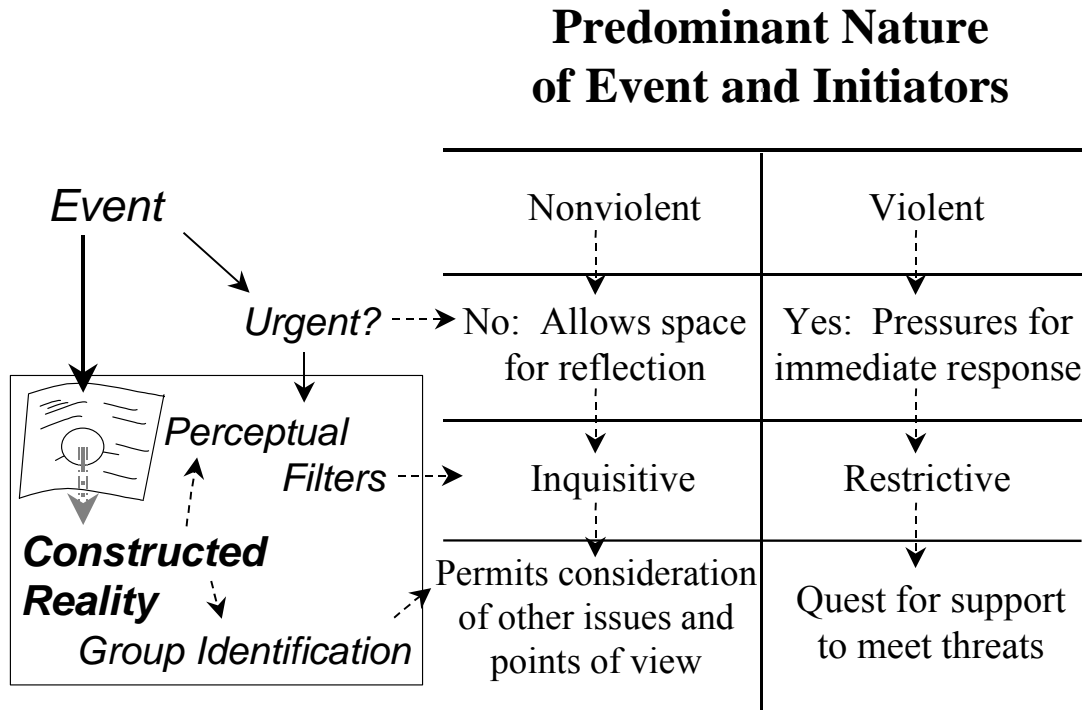 Predominant Nature
of Event and Initiators
Event
Nonviolent
Violent
Urgent?
No: Allows space
for reflection
Yes: Pressures for
immediate response
Perceptual
Filters
Inquisitive
Restrictive
Constructed
Reality
Group Identification
Permits consideration
of other issues and
points of view
Quest for support
to meet threats